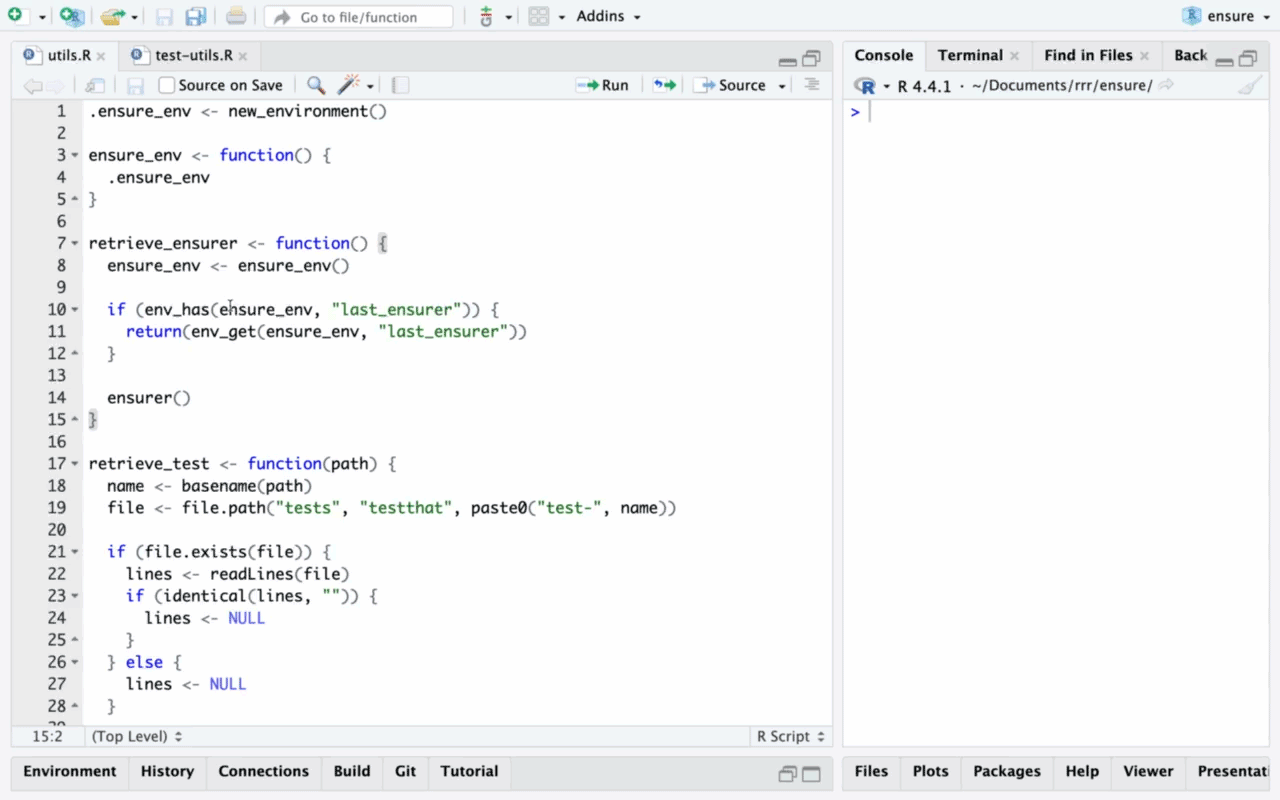 Go to file/function Addins ensure
utils.R test-utils.R Console Terminal Find in Files Back
Source on Save Run Source R 4.4.1 · ~/Documents/rrr/ensure/
1 .ensure_env <- new_environment()
2
3 ensure_env <- function() {
4 .ensure_env
5 }
6
7 retrieve_ensurer <- function() {
8 ensure_env <- ensure_env()
9
10 if (env_has(ensure_env, "last_ensurer")) {
11 return(env_get(ensure_env, "last_ensurer"))
12 }
13
14 ensurer()
15 }
16
17 retrieve_test <- function(path) {
18 name <- basename(path)
19 file <- file.path("tests", "testthat", paste0("test-", name))
20
21 if (file.exists(file)) {
22 lines <- readLines(file)
23 if (identical(lines, "")) {
24 lines <- NULL
25 }
26 } else {
27 lines <- NULL
28 }
>
15:2 (Top Level) R Script
Environment History Connections Build Git Tutorial Files Plots Packages Help Viewer Presentati